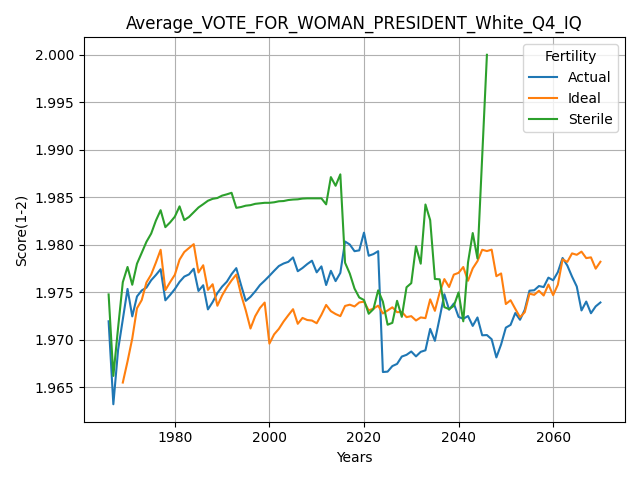 Average_VOTE_FOR_WOMAN_PRESIDENT_White_Q4_IQ
Fertility
Actual
Ideal
Sterile
Score(1-2)
2.000
1.995
1.990
1.985
1.980
1.975
1.970
1.965
1980
2000
2020
2040
2060
Years